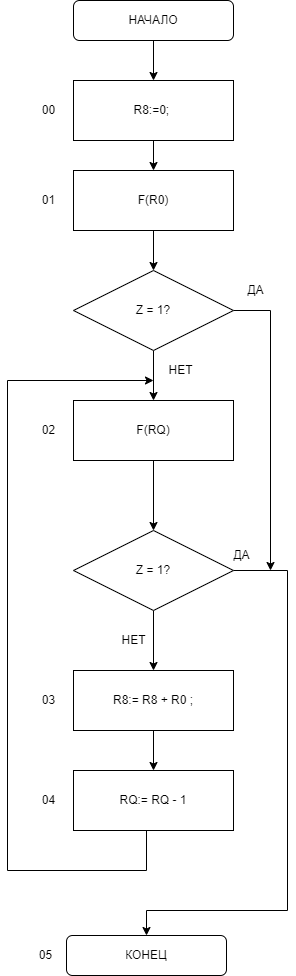 НАЧАЛО
00
R8:=0;
01
F(R0)
Z = 1?
ДА
НЕТ
02
F(RQ)
Z = 1?
ДА
НЕТ
03
R8:= R8 + R0 ;
04
RQ:= RQ - 1
05
КОНЕЦ